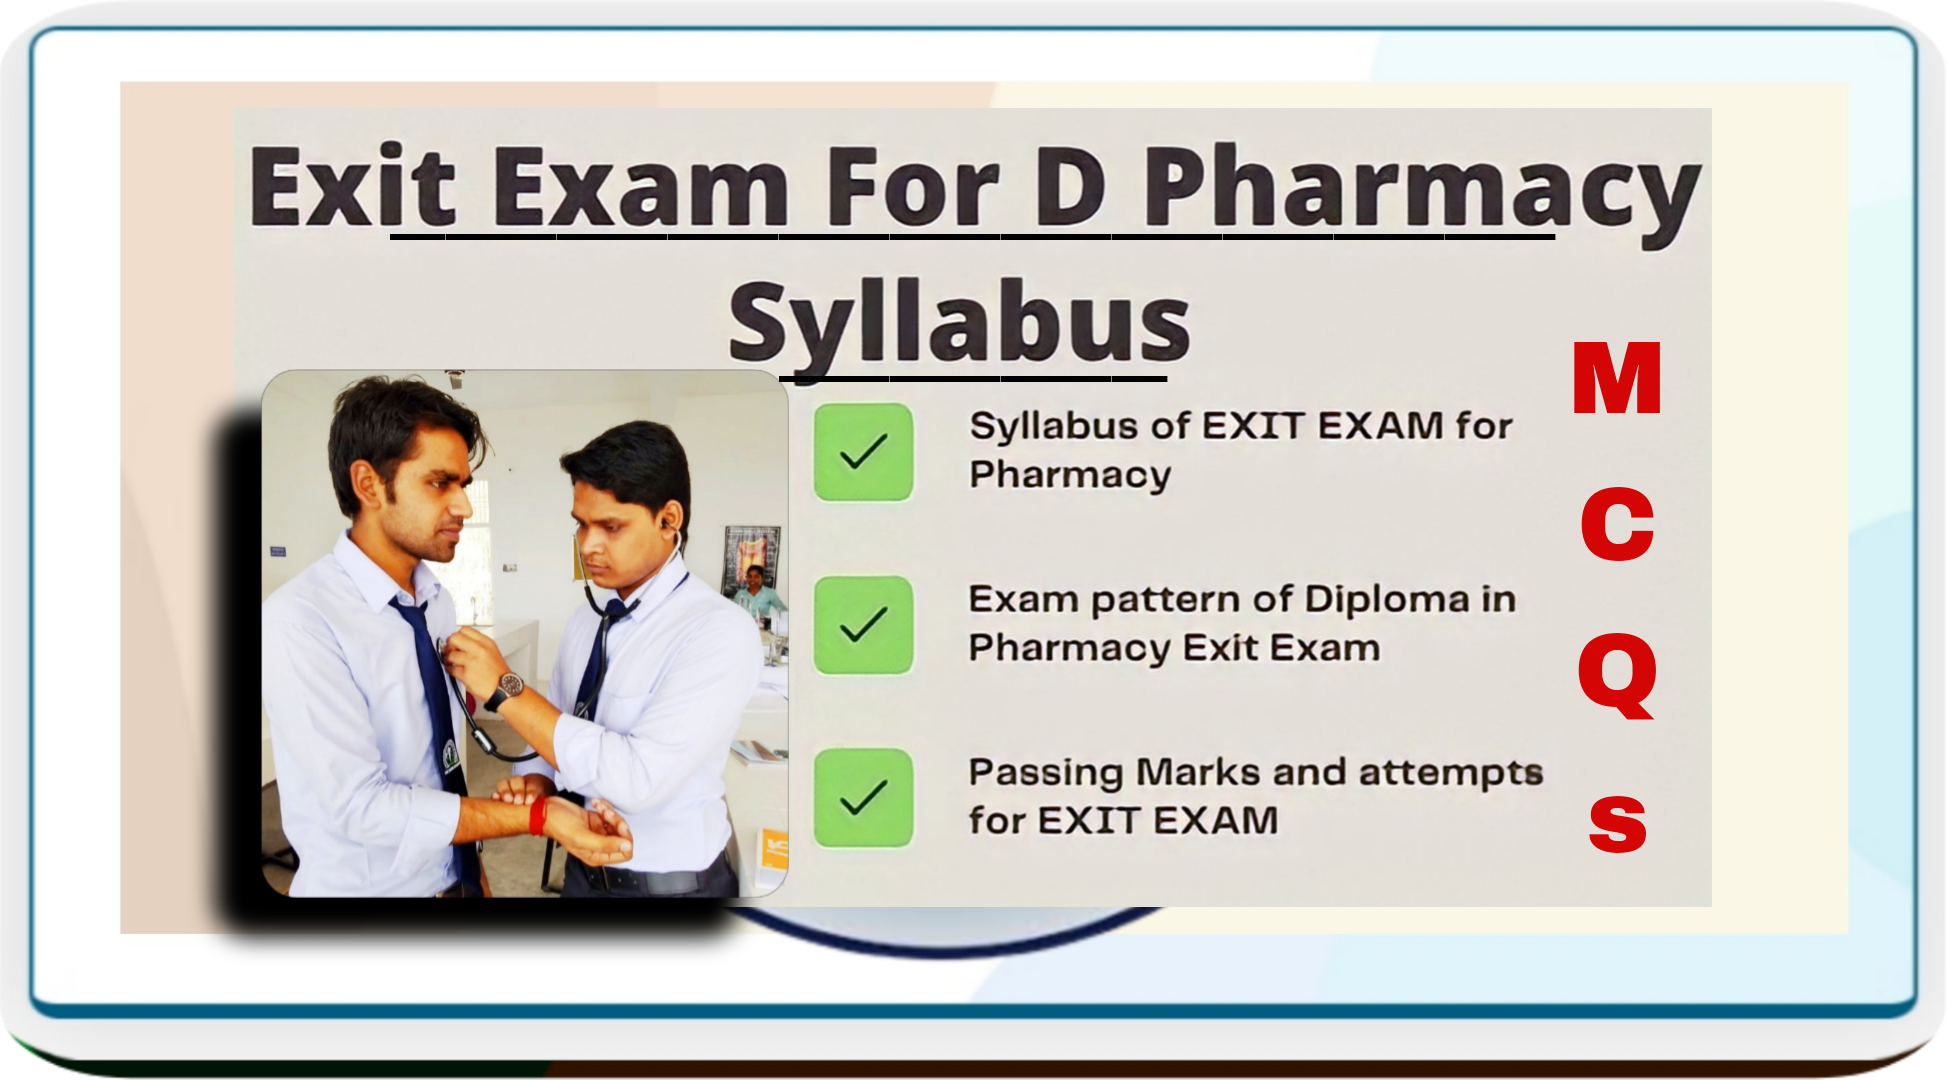 Exit Exam For D Pharmacy
Syllabus
Syllabus of EXIT EXAM for
Pharmacy
Exam pattern of Diploma in
Pharmacy Exit Exam
Passing Marks and attempts
for EXIT EXAM
M
C
Q
s